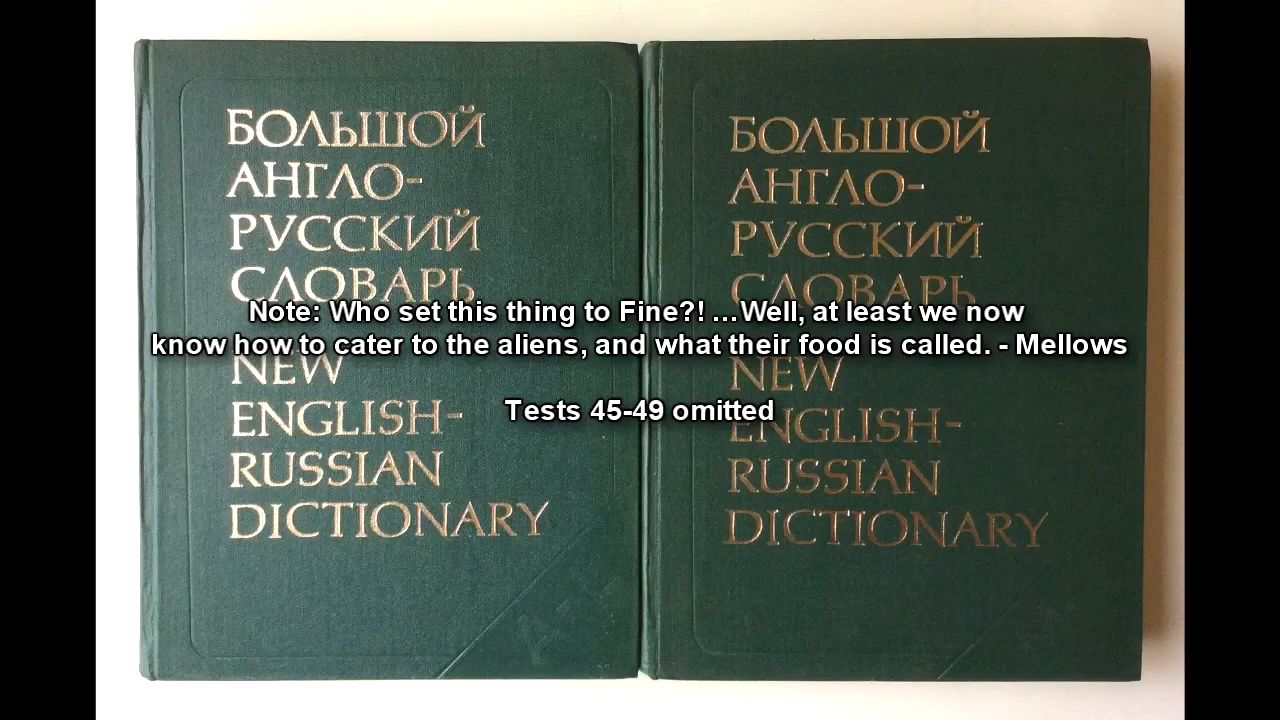 БОЛЬШОЙ
АНГЛО-
РУССКИЙ
СЛОВАРЬ
NEW
ENGLISH-
RUSSIAN
DICTIONARY
БОЛЬШОЙ
АНГЛО-
РУССКИЙ
СЛОВАРЬ
NEW
ENGLISH-
RUSSIAN
DICTIONARY
Note: Who set this thing to Fine?! …Well, at least we now
know how to cater to the aliens, and what their food is called. - Mellows
Tests 45-49 omitted